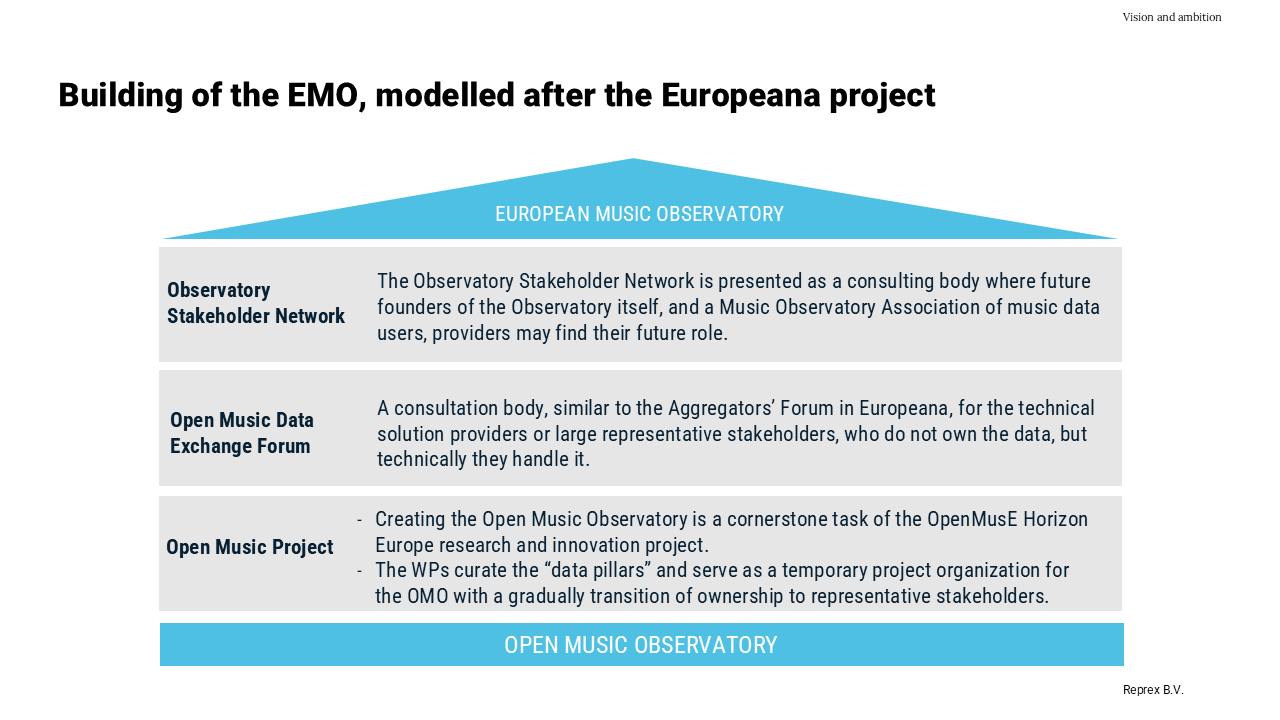 Vision and ambition
Building of the EMO, modelled after the Europeana project
EUROPEAN MUSIC OBSERVATORY
Observatory
Stakeholder Network
The Observatory Stakeholder Network is presented as a consulting body where future
founders of the Observatory itself, and a Music Observatory Association of music data
users, providers may find their future role.
Open Music Data
Exchange Forum
A consultation body, similar to the Aggregators’ Forum in Europeana, for the technical
solution providers or large representative stakeholders, who do not own the data, but
technically they handle it.
Open Music Project
- Creating the Open Music Observatory is a cornerstone task of the OpenMusE Horizon
Europe research and innovation project.
- The WPs curate the “data pillars” and serve as a temporary project organization for
the OMO with a gradually transition of ownership to representative stakeholders.
OPEN MUSIC OBSERVATORY
Reprex B.V.